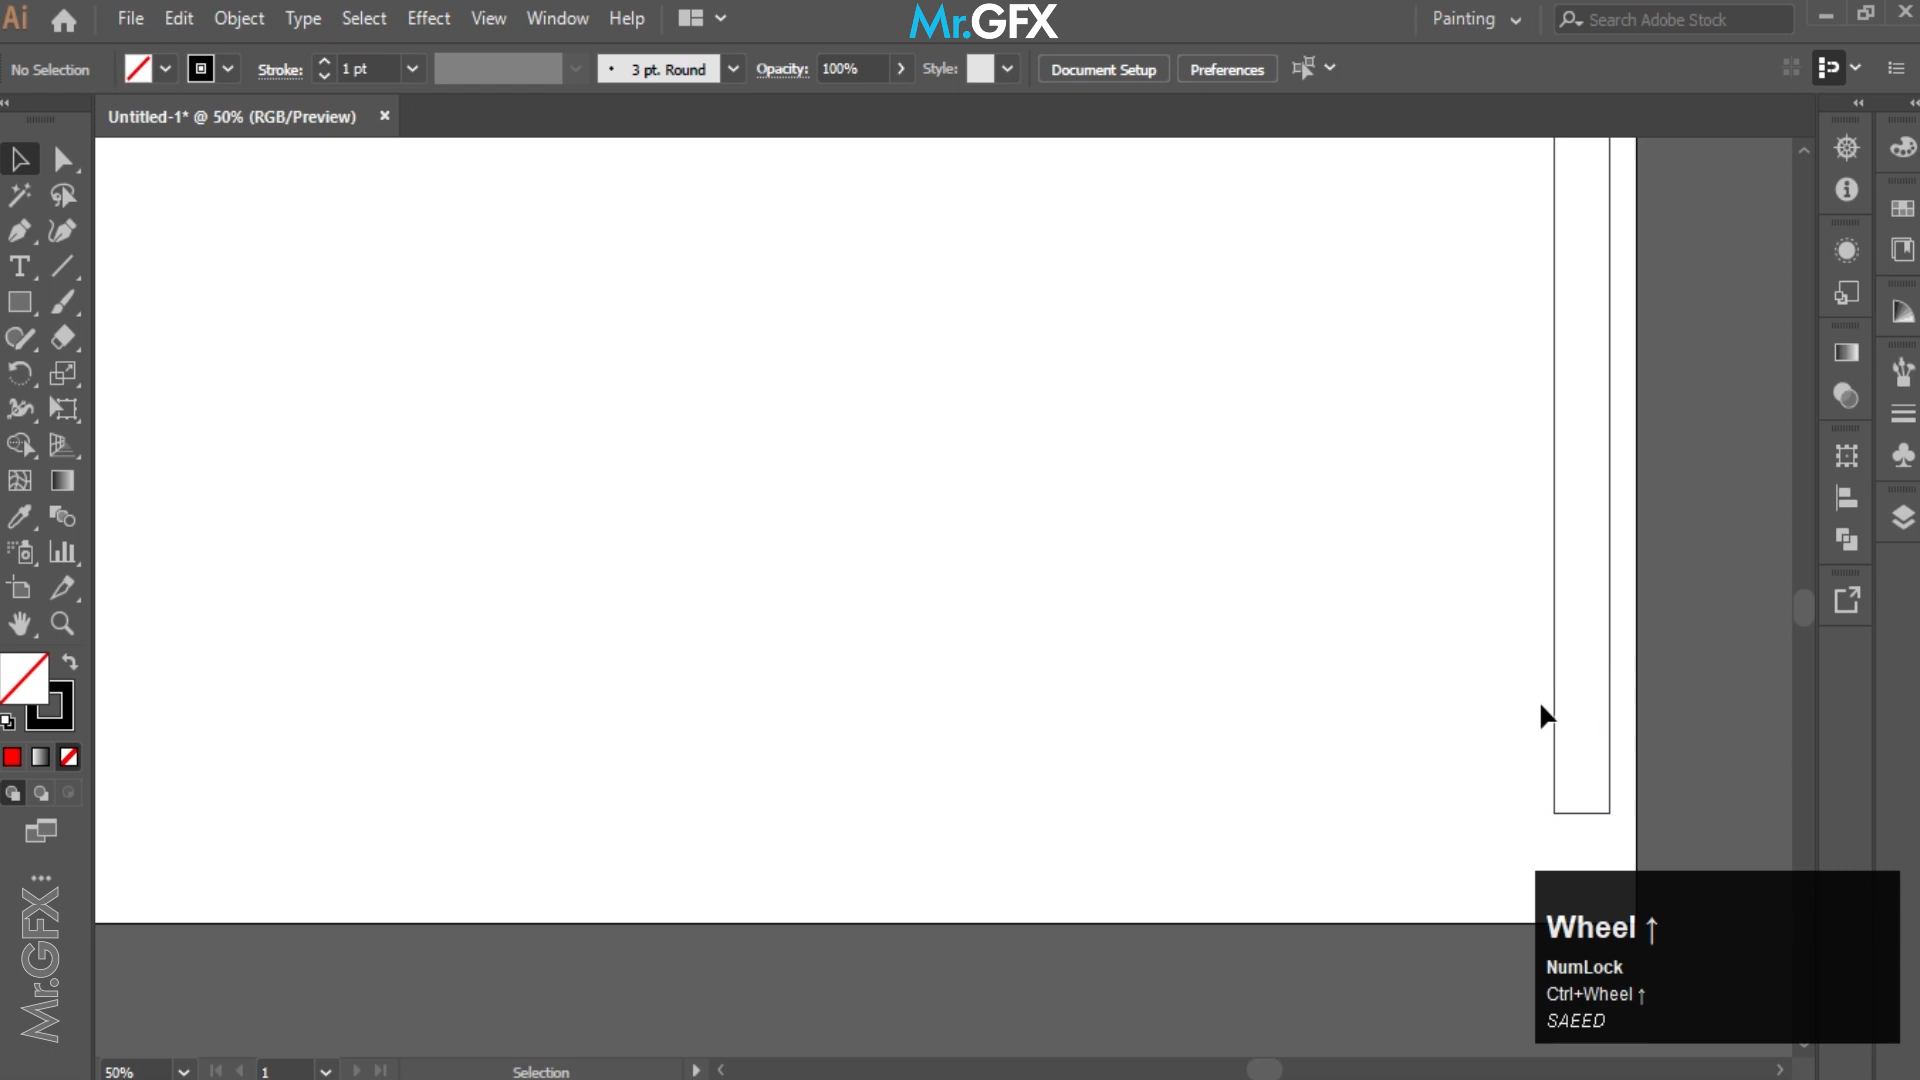 Ai
File Edit Object Type Select Effect View Window Help
Mr.GFX
Painting
Search Adobe Stock
No Selection
Stroke:
1 pt
3 pt. Round
Opacity:
100%
Style:
Document Setup
Preferences
Untitled-1* @ 50% (RGB/Preview)
T
Mr.GFX
Wheel ↑
NumLock
Ctrl+Wheel ↑
SAEED
50%
1
Selection